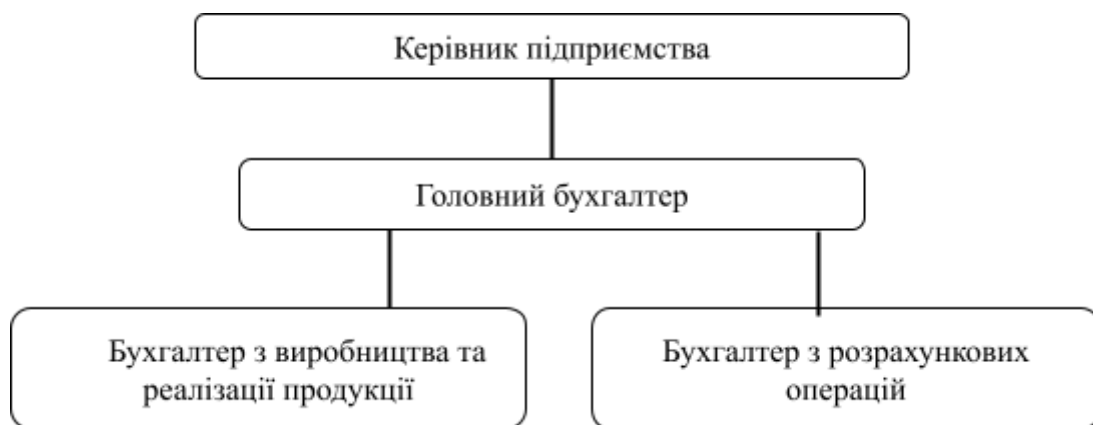 Керівник підприємства
Головний бухгалтер
Бухгалтер з виробництва та
реалізації продукції
Бухгалтер з розрахункових
операцій